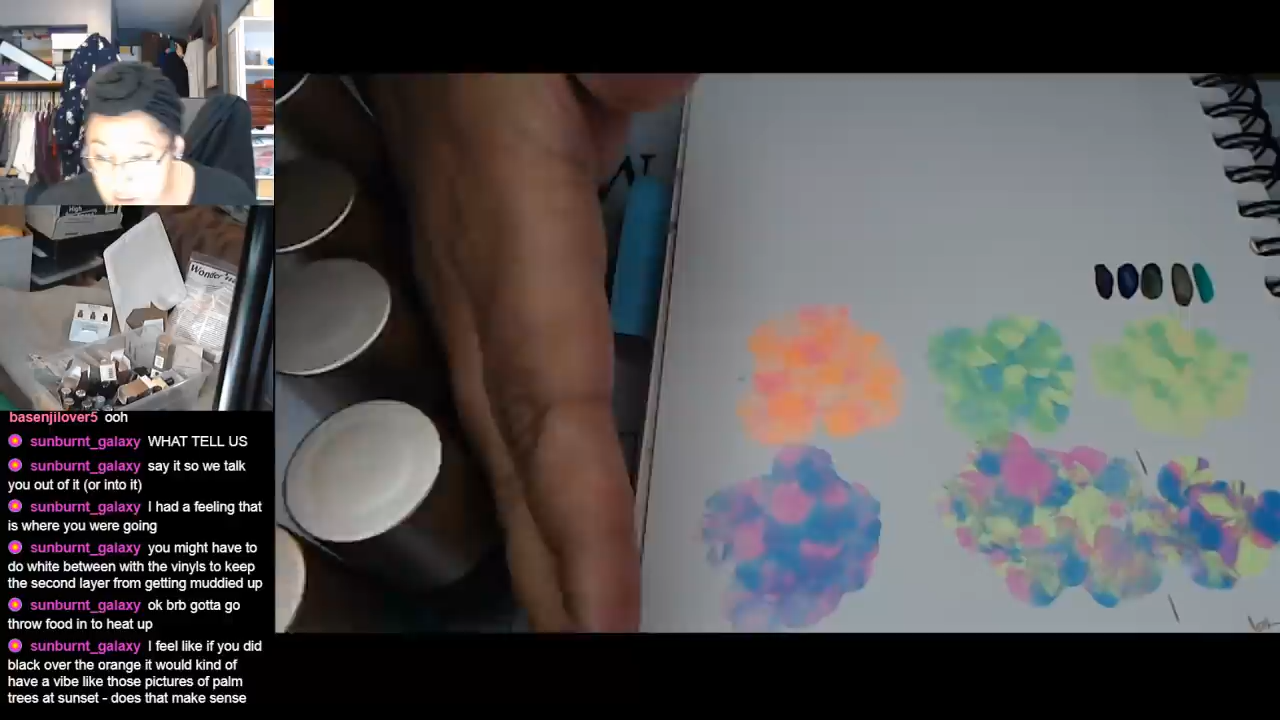 High
Wonder
AT
basenjilover5 ooh
sunburnt_galaxy WHAT TELL US
sunburnt_galaxy say it so we talk
you out of it (or into it)
sunburnt_galaxy I had a feeling that
is where you were going
sunburnt_galaxy you might have to
do white between with the vinyls to keep
the second layer from getting muddied up
sunburnt_galaxy ok brb gotta go
throw food in to heat up
sunburnt_galaxy I feel like if you did
black over the orange it would kind of
have a vibe like those pictures of palm
trees at sunset - does that make sense